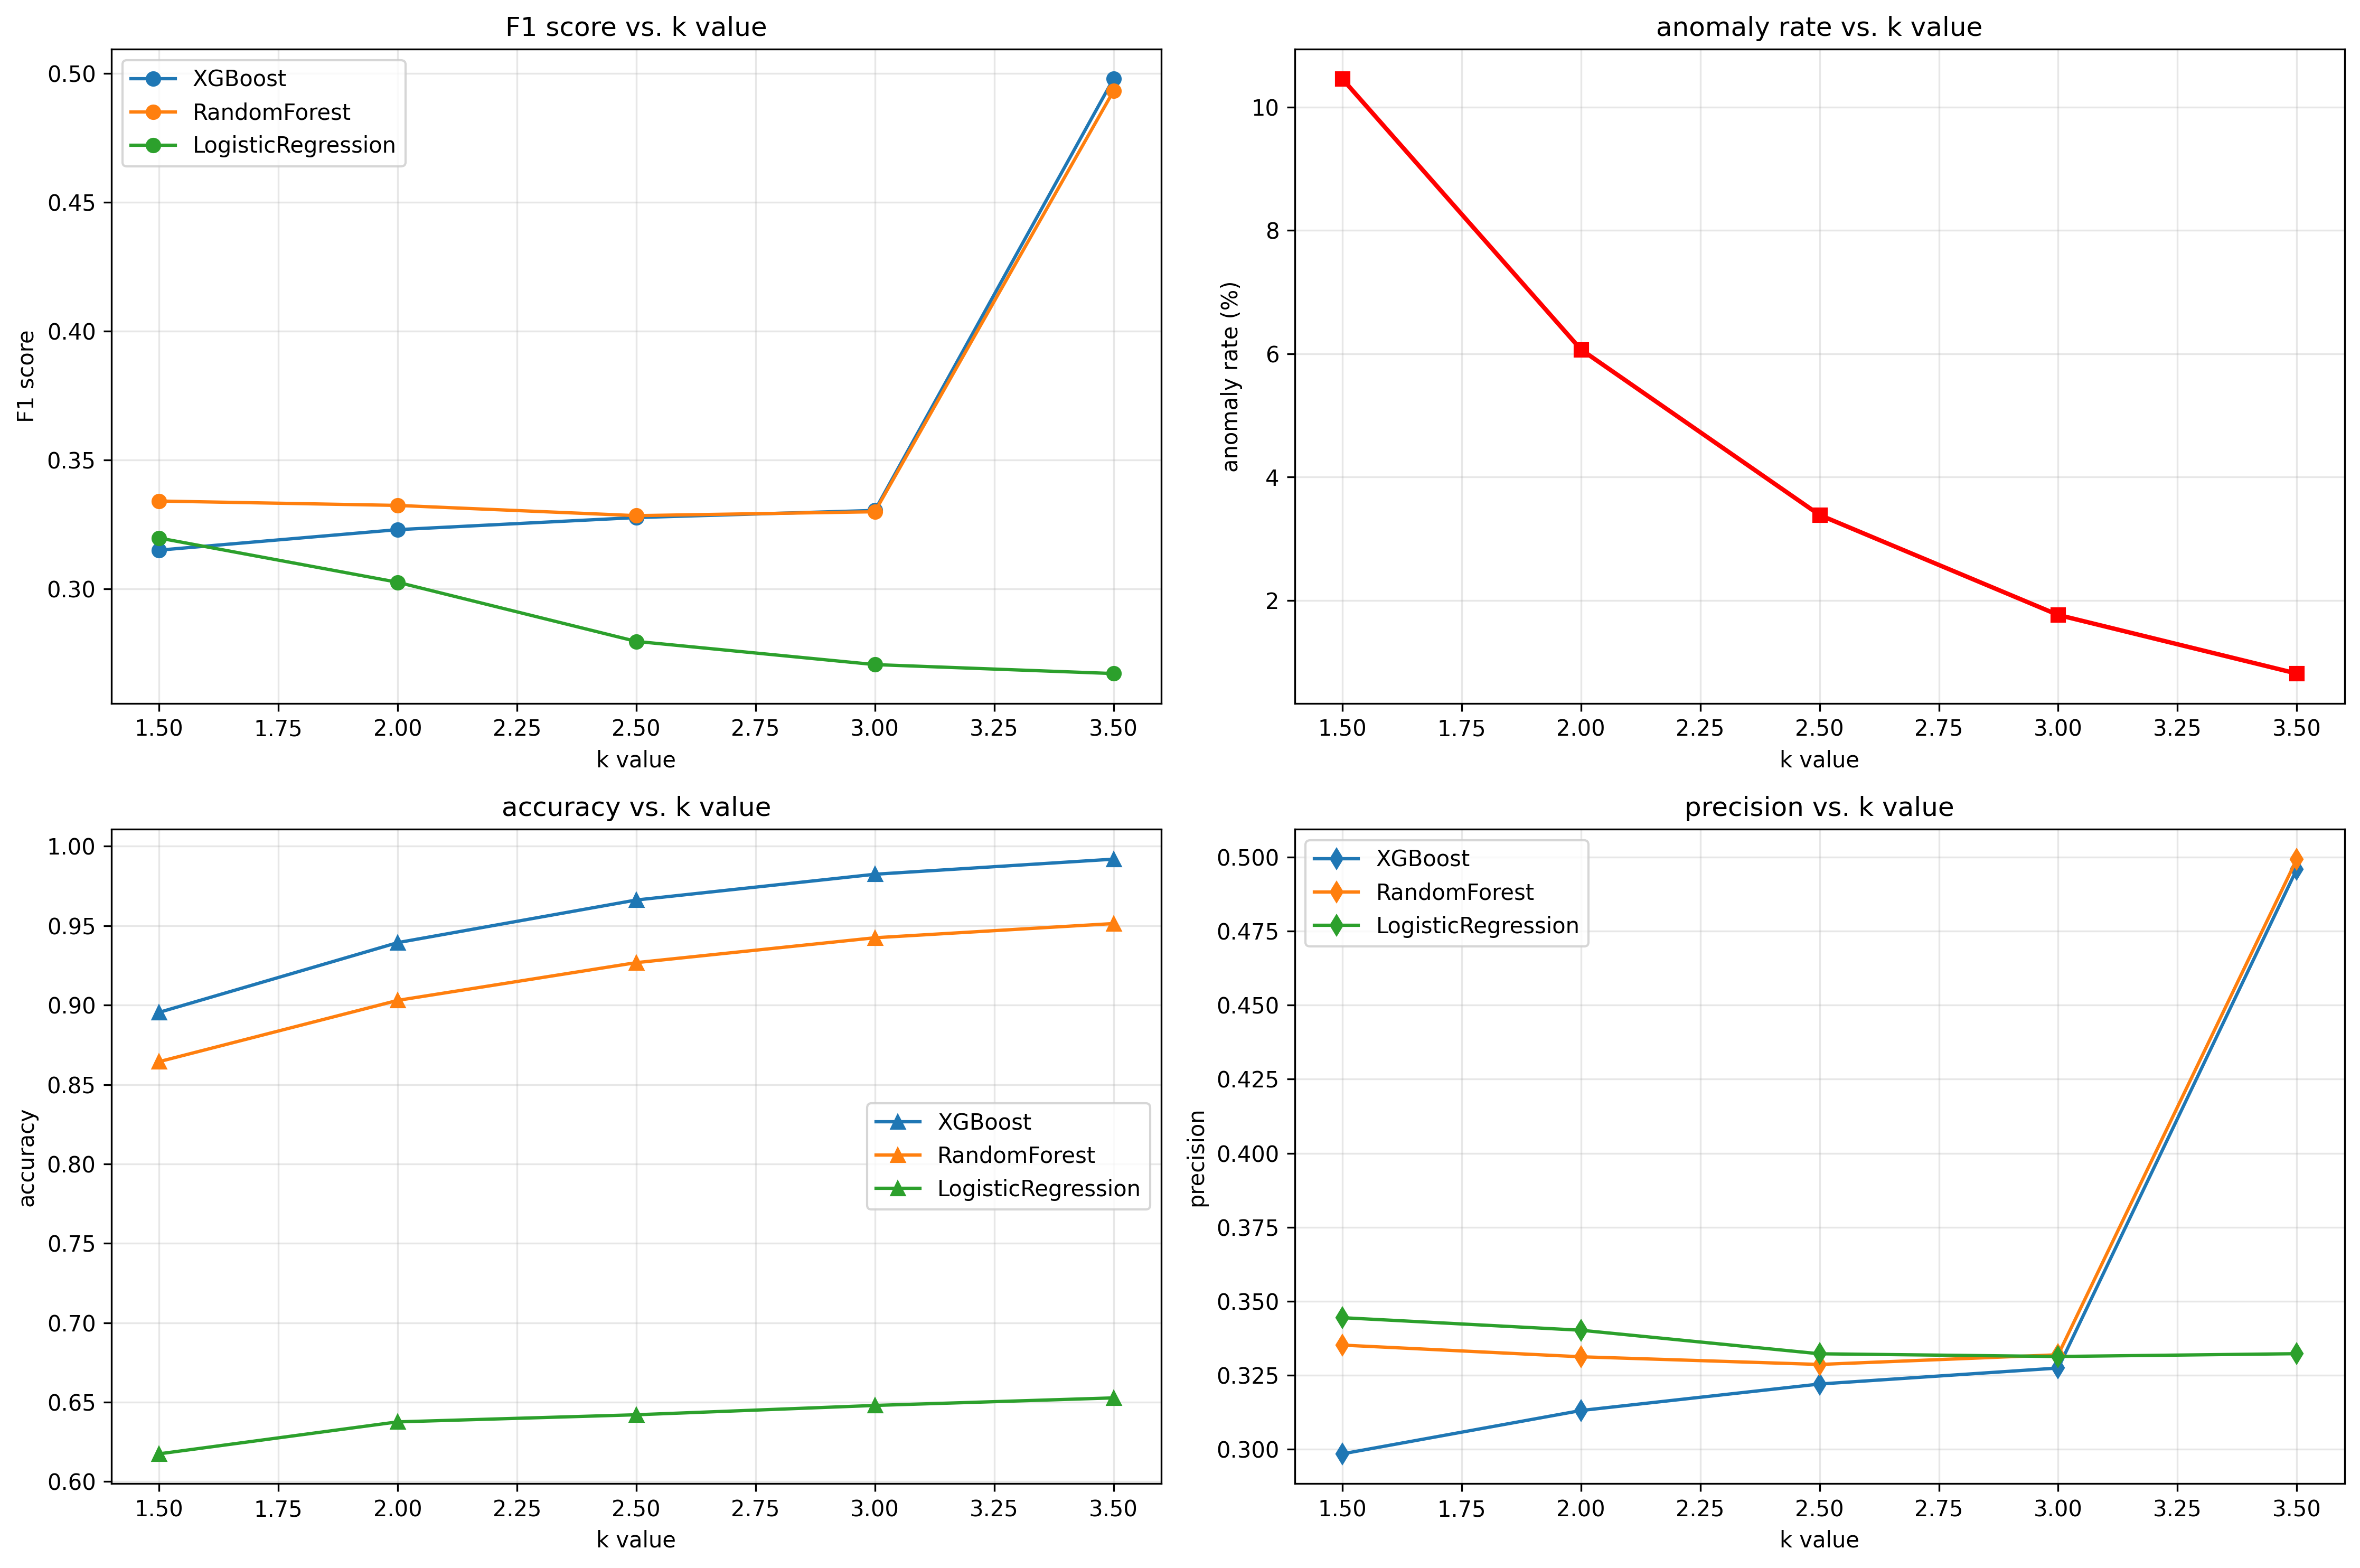 F1 score vs. k value
F1 score
0.50
0.45
0.40
0.35
0.30
XGBoost
RandomForest
LogisticRegression
1.50 1.75 2.00 2.25 2.50 2.75 3.00 3.25 3.50
k value
anomaly rate vs. k value
anomaly rate (%)
10
8
6
4
2
1.50 1.75 2.00 2.25 2.50 2.75 3.00 3.25 3.50
k value
accuracy vs. k value
accuracy
1.00
0.95
0.90
0.85
0.80
0.75
0.70
0.65
0.60
XGBoost
RandomForest
LogisticRegression
1.50 1.75 2.00 2.25 2.50 2.75 3.00 3.25 3.50
k value
precision vs. k value
precision
0.500
0.475
0.450
0.425
0.400
0.375
0.350
0.325
0.300
XGBoost
RandomForest
LogisticRegression
1.50 1.75 2.00 2.25 2.50 2.75 3.00 3.25 3.50
k value